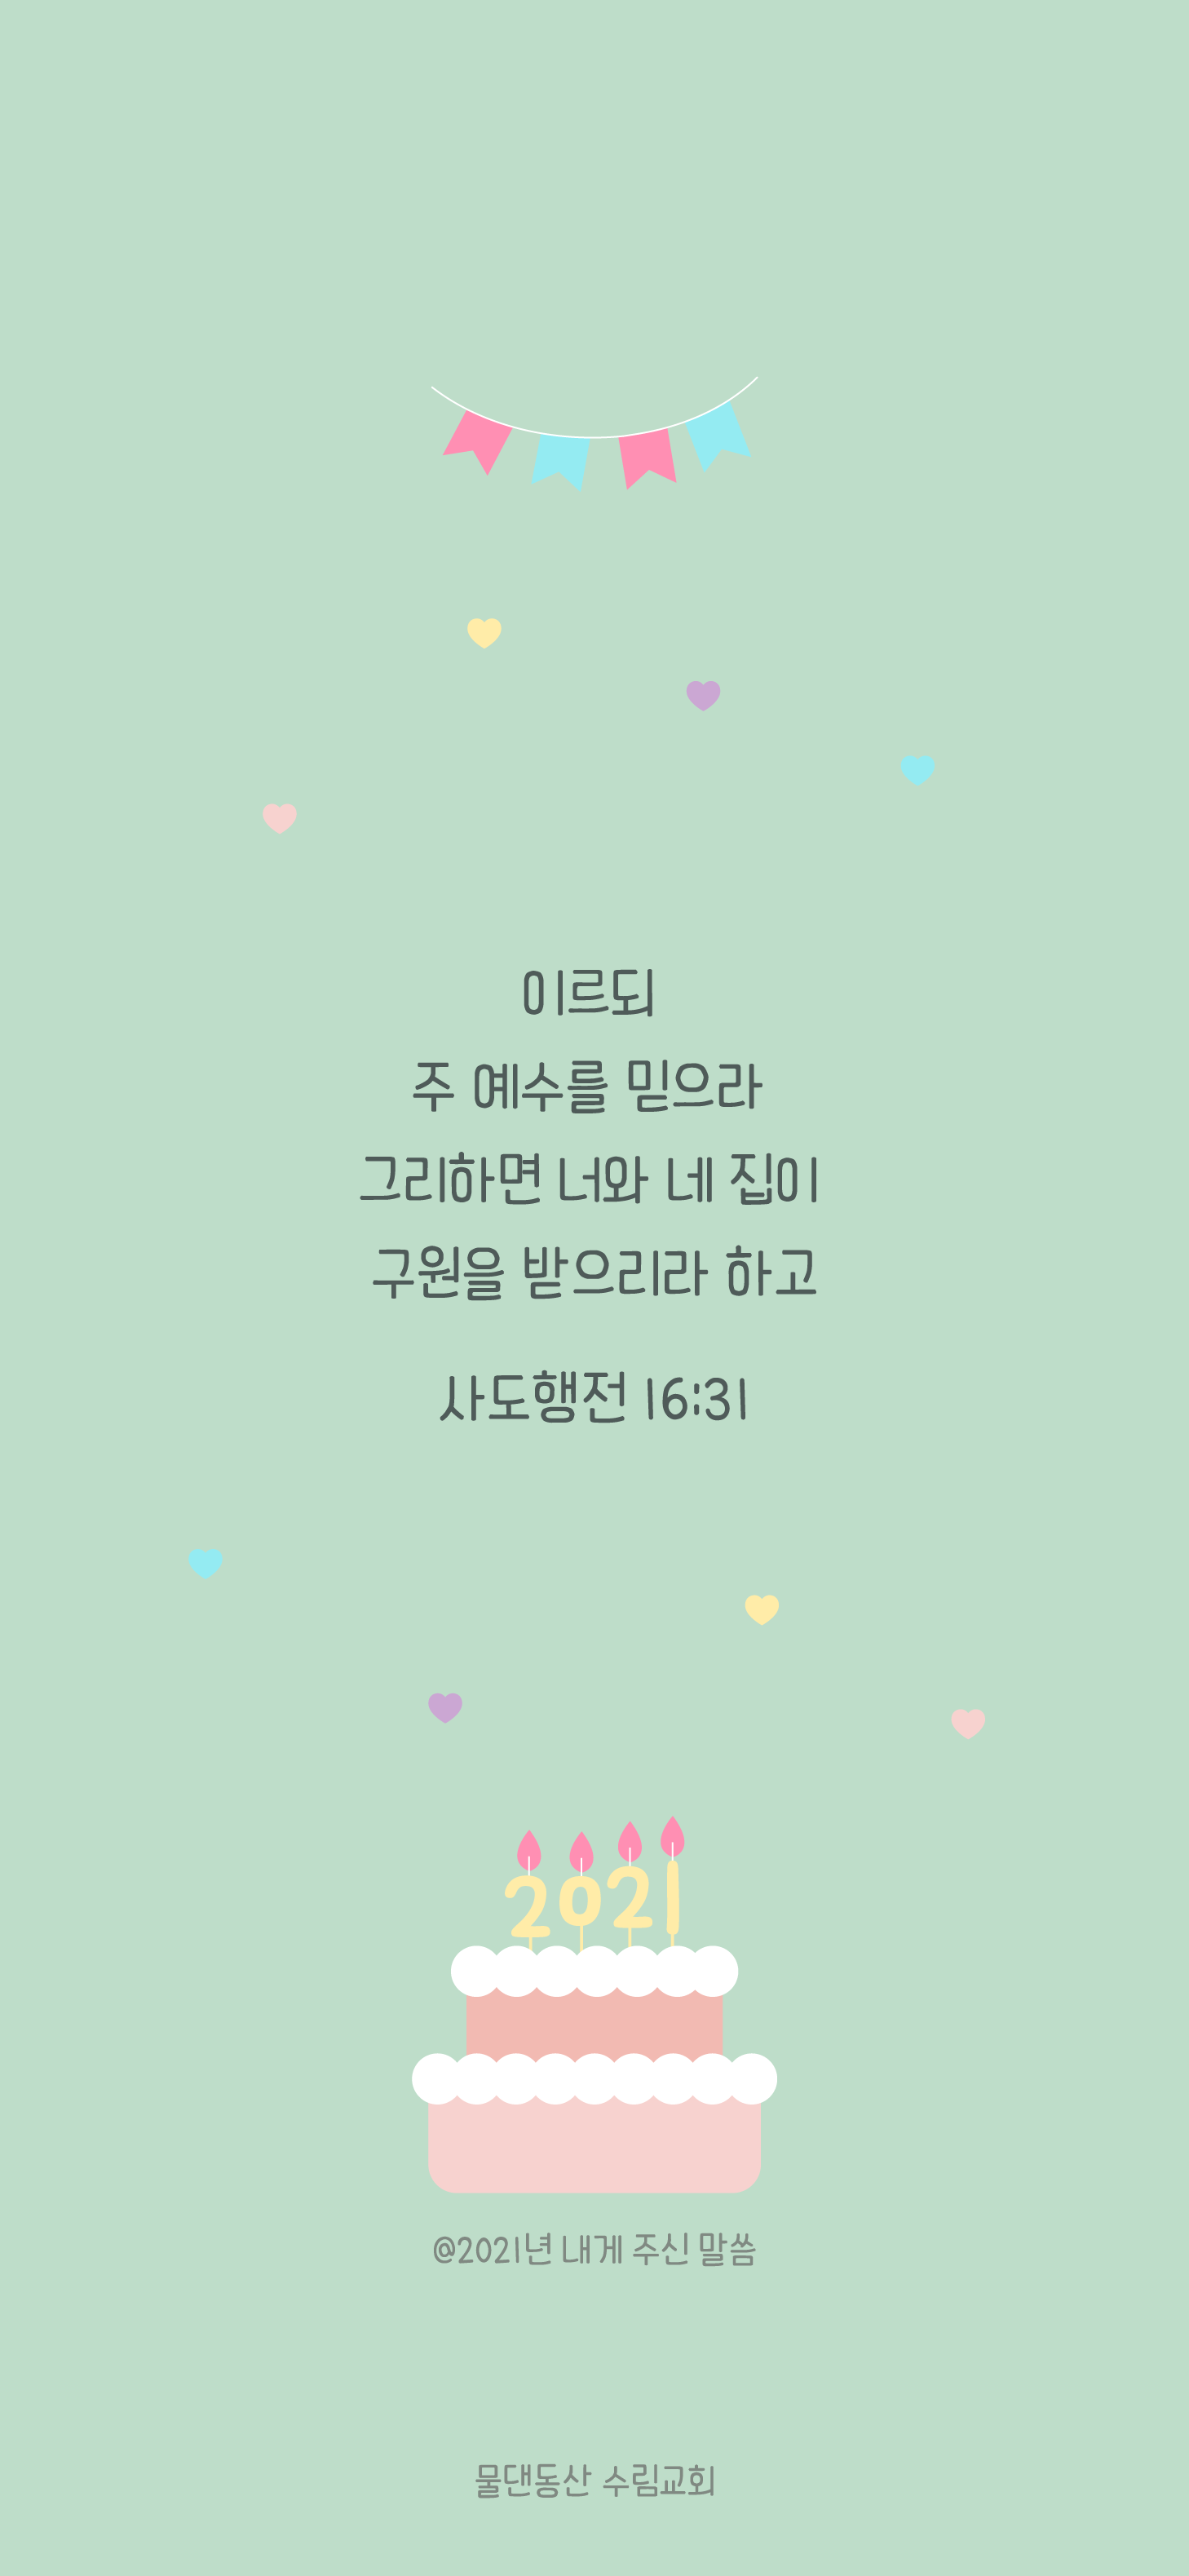 이르되
주 예수를 믿으라
그리하면 너와 네 집이
구원을 받으리라 하고
사도행전 16:31
2021
@2021년 내게 주신 말씀
물댄동산 수림교회